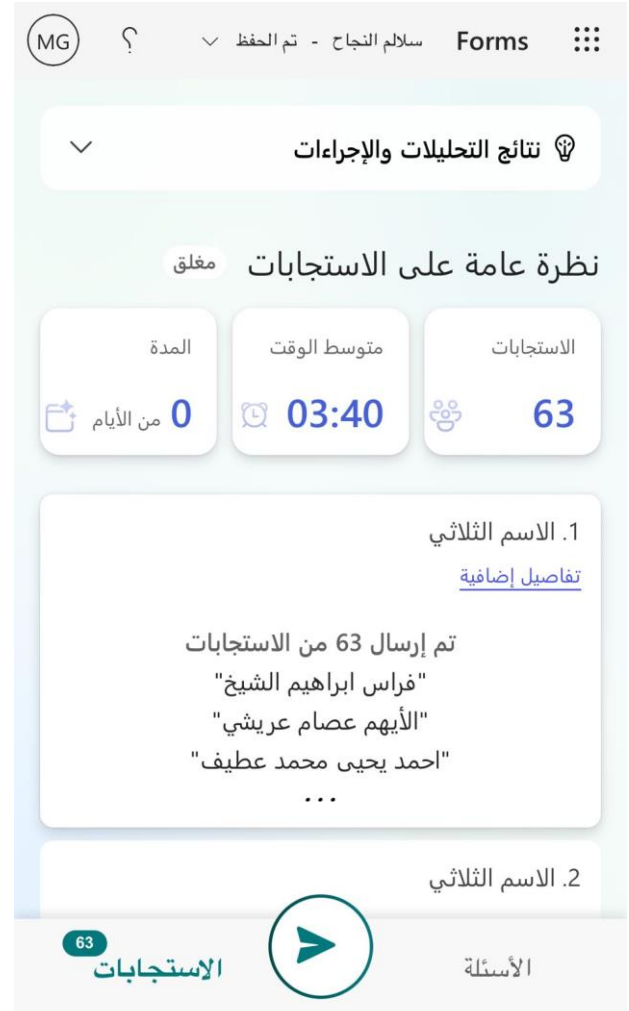 Forms سلالم النجاح - تم الحفظ ؟ MG
نتائج التحليلات والإجراءات
نظرة عامة على الاستجابات مغلق
الاستجابات متوسط الوقت المدة
63 03:40 0 من الأيام
1. الاسم الثلاثي
تفاصيل إضافية
تم إرسال 63 من الاستجابات
"فراس ابراهيم الشيخ"
"الأيهم عصام عريشي"
"احمد يحيى محمد عطيف"
...
2. الاسم الثلاثي
الأسئلة الاستجابات 63